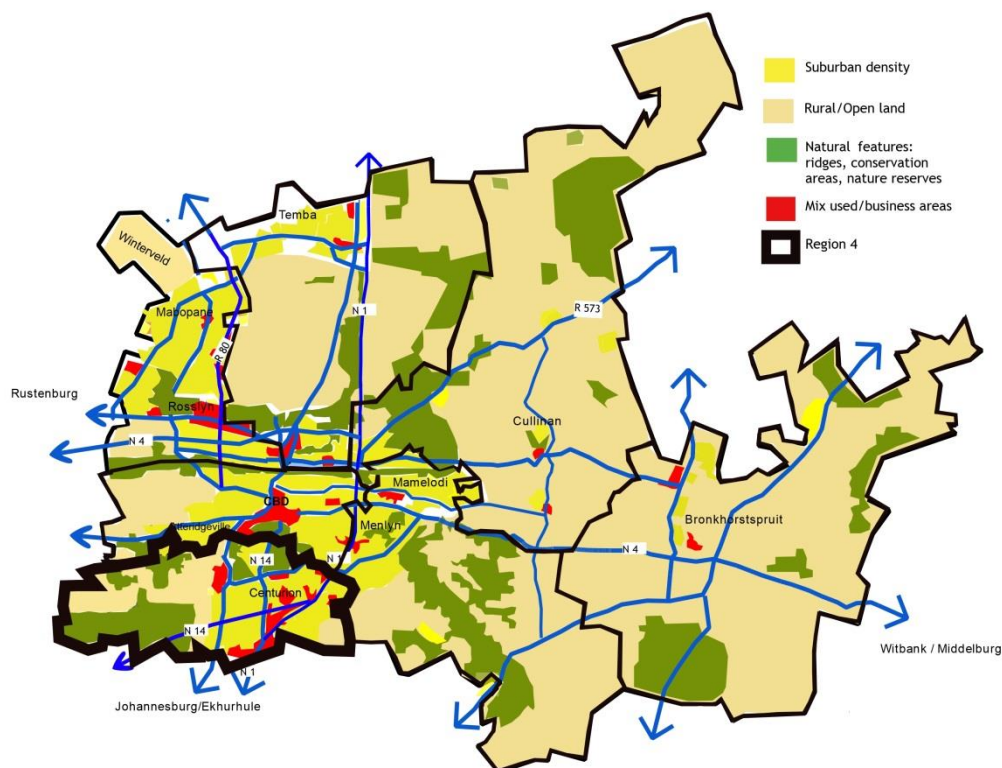 Suburban density
Rural/Open land
Natural features:
ridges, conservation
areas, nature reserves
Mix used/business areas
Region 4
Temba
Winterveld
Mabopane
R 80
N 1
R 573
Rustenburg
Rosslyn
N 4
Cullinan
Mamelodi
CBD
Menlyn
Bronkhorstspruit
N 4
N 14
N 1
Centurion
N 14
N 1
Witbank / Middelburg
Johannesburg/Ekhurhule